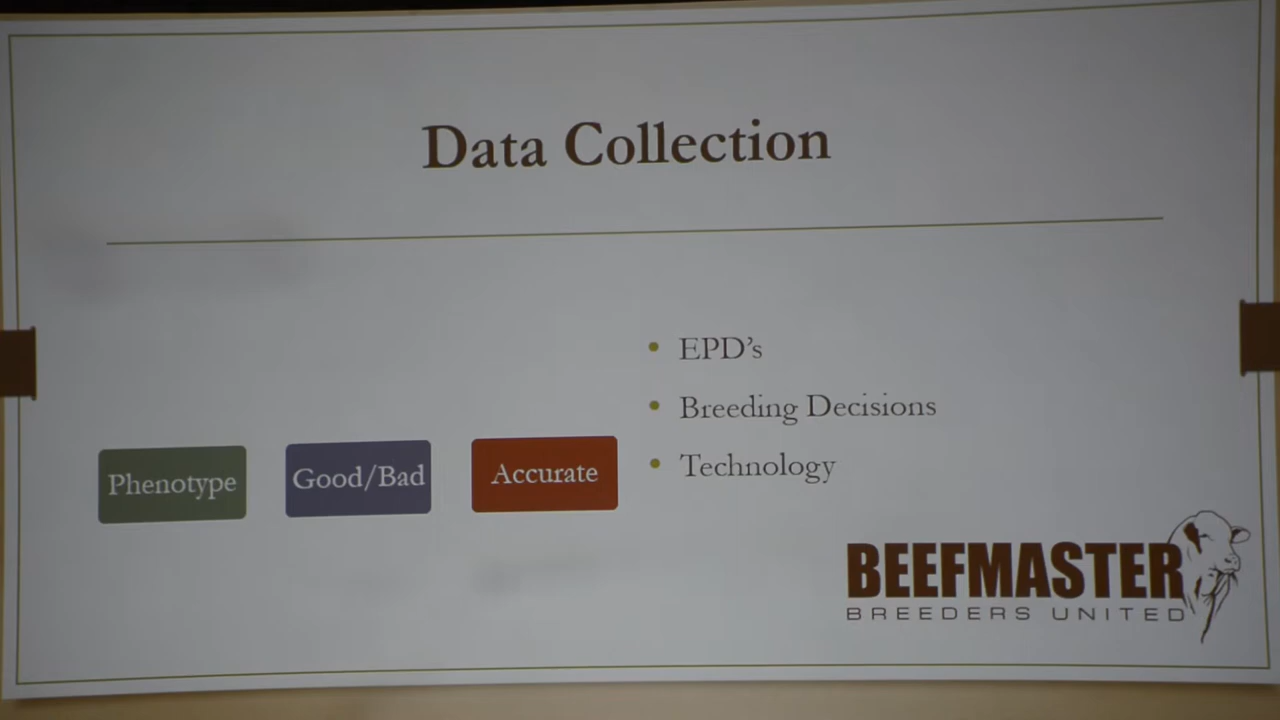 Data Collection
Phenotype
Good/Bad
Accurate
• EPD’s
• Breeding Decisions
• Technology
BEEFMASTER
BREEDERS UNITED